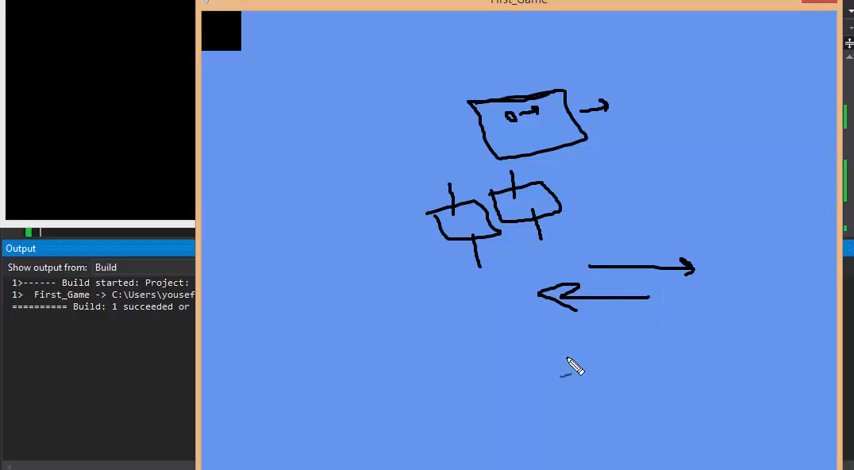 First_Game
Output
Show output from: Build
1>------ Build started: Project:
1> First_Game -> C:\Users\yousef
========== Build: 1 succeeded or